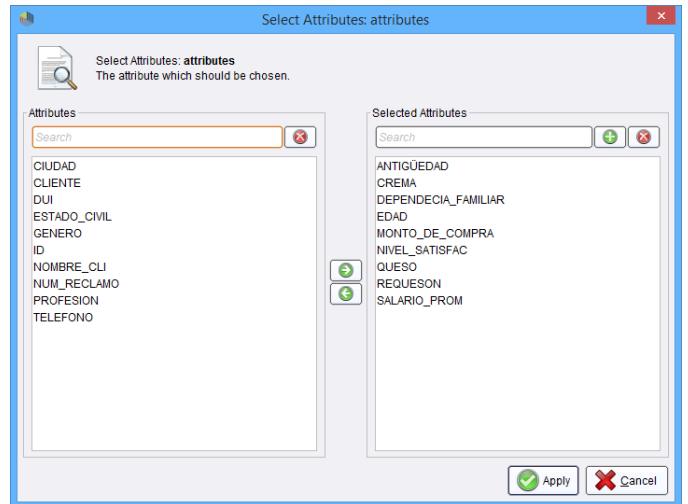 Select Attributes: attributes
Select Attributes: attributes
The attribute which should be chosen.
Attributes
Search
CIUDAD
CLIENTE
DUI
ESTADO_CIVIL
GENERO
ID
NOMBRE_CLI
NUM_RECLAMO
PROFESION
TELEFONO
Selected Attributes
Search
ANTIGÜEDAD
CREMA
DEPENDECIA_FAMILIAR
EDAD
MONTO_DE_COMPRA
NIVEL_SATISFAC
QUESO
REQUESON
SALARIO_PROM
Apply
Cancel